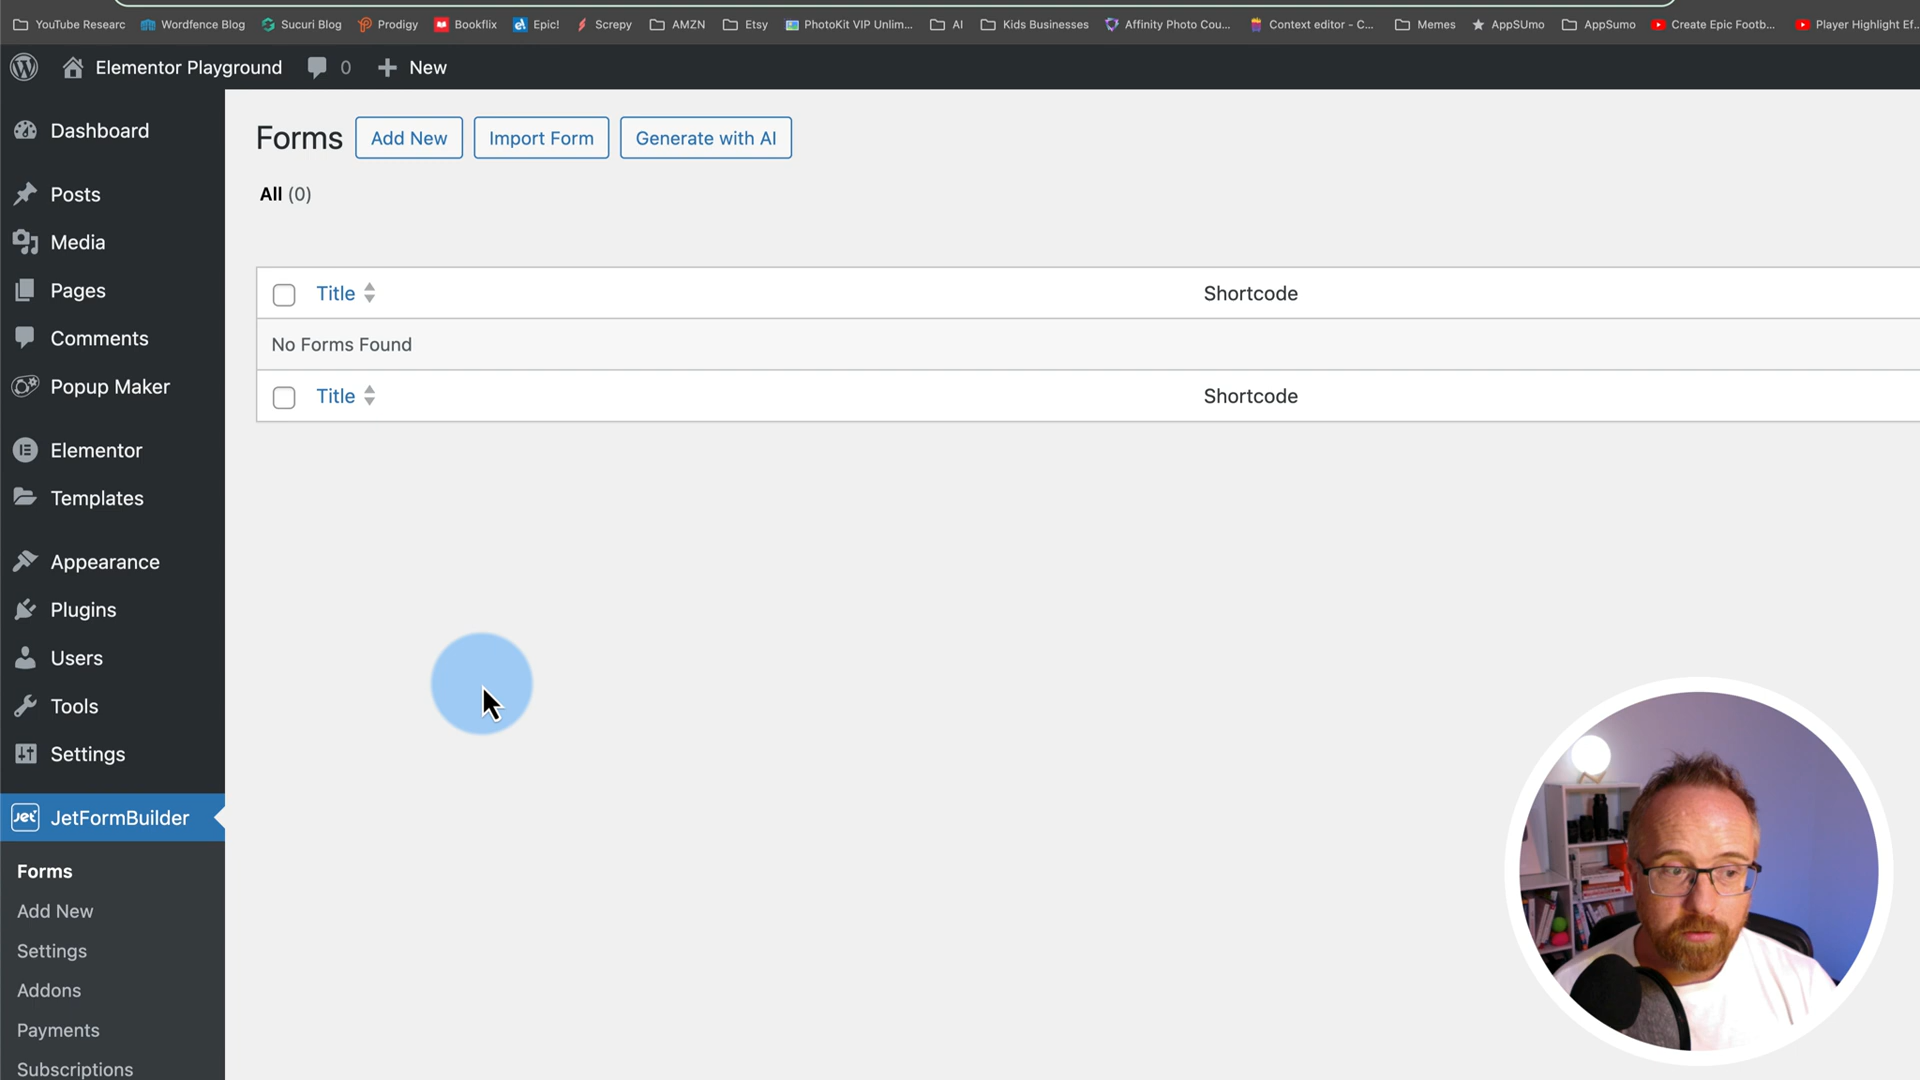 YouTube Researc
Wordfence Blog
Sucuri Blog
Prodigy
Bookflix
Epic!
Screpy
AMZN
Etsy
PhotoKit VIP Unlim...
AI
Kids Businesses
Affinity Photo Cou...
Context editor - C...
Memes
AppSUmo
AppSumo
Create Epic Footb...
Player Highlight Ef...
Elementor Playground
0
New
Dashboard
Posts
Media
Pages
Comments
Popup Maker
Elementor
Templates
Appearance
Plugins
Users
Tools
Settings
Jet
JetFormBuilder
Forms
Add New
Settings
Addons
Payments
Subscriptions
Forms
Add New
Import Form
Generate with AI
All (0)
Title
Shortcode
No Forms Found
Title
Shortcode